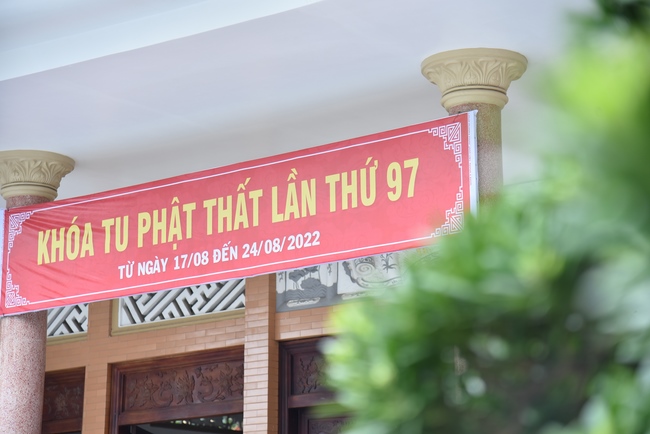 KHÓA TU PHẬT THẤT LẦN THỨ 97
TỪ NGÀY 17/08 ĐẾN 24/08/2022